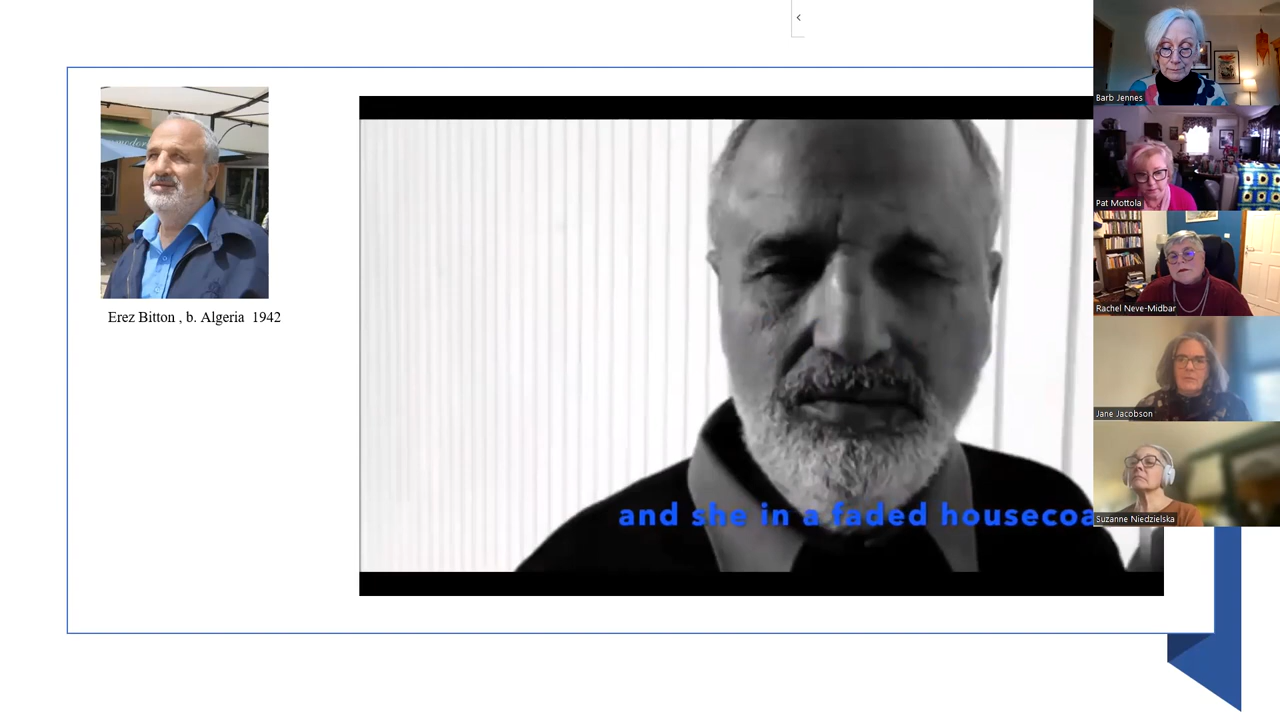 Erez Bitton , b. Algeria  1942
and she in a faded housecoa
Barb Jennes
Pat Mottola
Rachel Neve-Midbar
Jane Jacobson
Suzanne Niedzielska